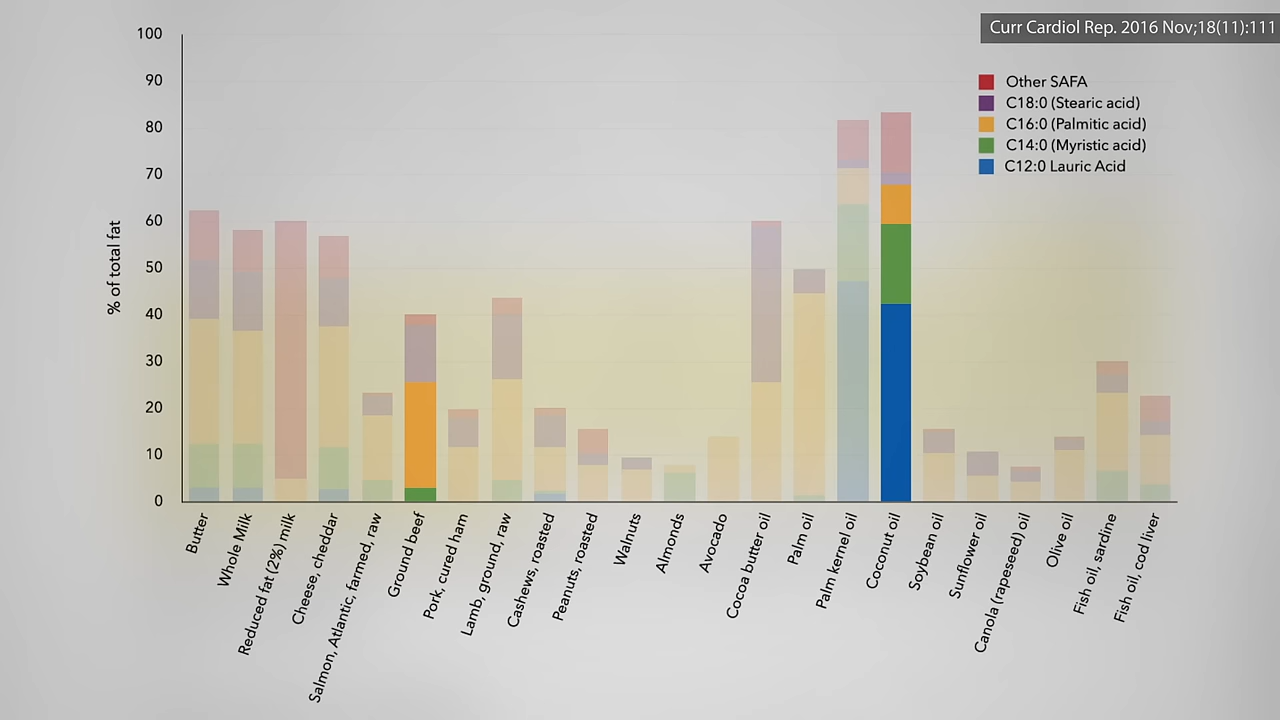 Curr Cardiol Rep. 2016 Nov;18(11):111
Other SAFA
C18:0 (Stearic acid)
C16:0 (Palmitic acid)
C14:0 (Myristic acid)
C12:0 Lauric Acid
% of total fat
100
90
80
70
60
50
40
30
20
10
0
Butter
Whole Milk
Reduced fat (2%) milk
Cheese, cheddar
Salmon, Atlantic, farmed, raw
Ground beef
Pork, cured ham
Lamb, ground, raw
Cashews, roasted
Peanuts, roasted
Walnuts
Almonds
Avocado
Cocoa butter oil
Palm oil
Palm kernel oil
Coconut oil
Soybean oil
Sunflower oil
Canola (rapeseed) oil
Olive oil
Fish oil, sardine
Fish oil, cod liver